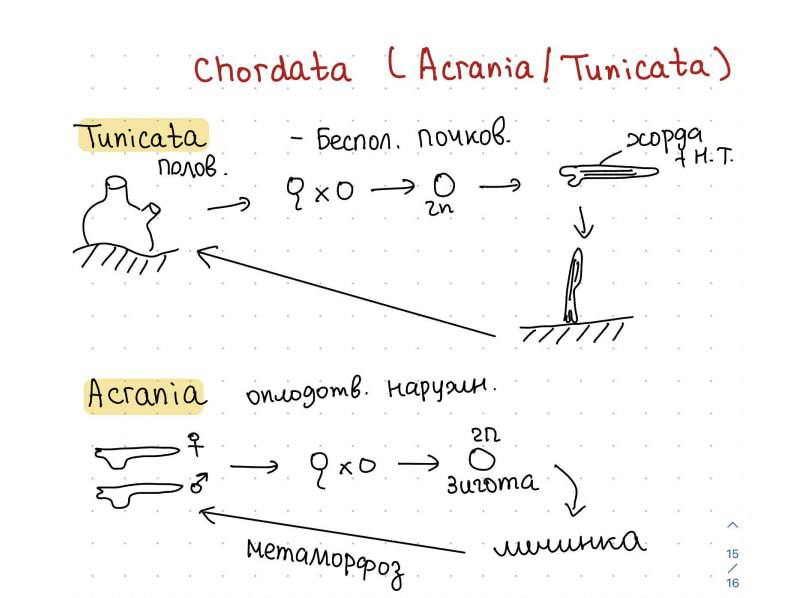 Chordata (Acrania/Tunicata)
Tunicata
- Беспол. почков.
полов.
хорда
+ Н.Т.
♀ x O
2n
Acrania оплодотв. наружн.
♀
♂
♀ x O
2n
зигота
личинка
метаморфоз
15
/
16